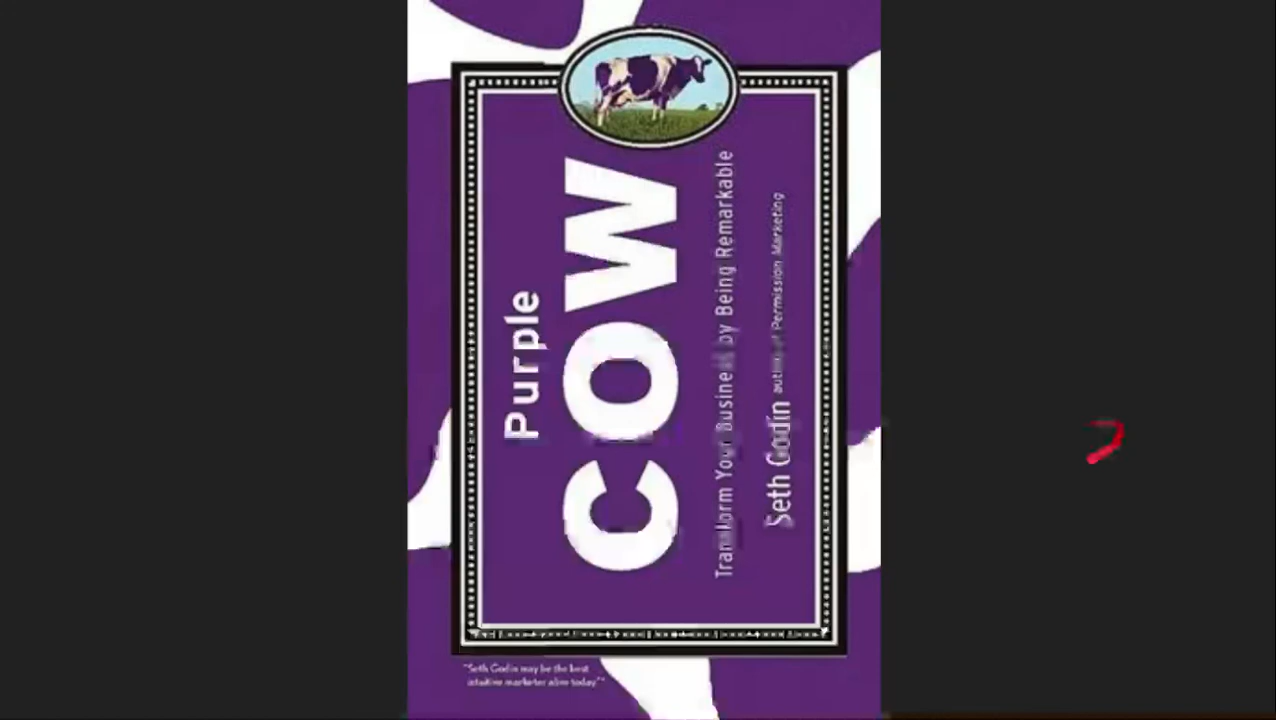 Purple
COW
Transform Your Business by Being Remarkable
Seth Godin author of Permission Marketing
"Seth Godin may be the best
intuitive marketer alive today."*